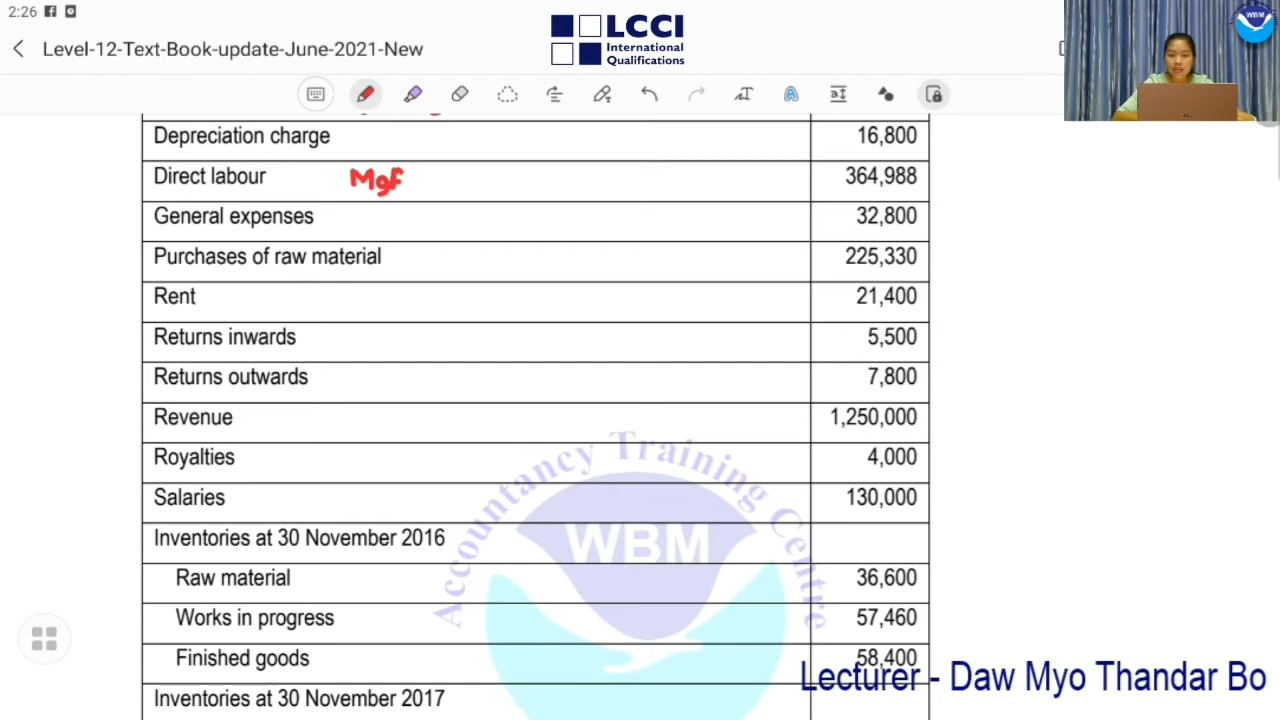 2:26
LCCI
International
Qualifications
WBM
Level-12-Text-Book-update-June-2021-New
Depreciation charge 16,800
Direct labour Mgf 364,988
General expenses 32,800
Purchases of raw material 225,330
Rent 21,400
Returns inwards 5,500
Returns outwards 7,800
Revenue 1,250,000
Royalties 4,000
Salaries 130,000
Inventories at 30 November 2016
Raw material 36,600
Works in progress 57,460
Finished goods 58,400
Inventories at 30 November 2017
Accountancy Training Centre
WBM
Lecturer - Daw Myo Thandar Bo